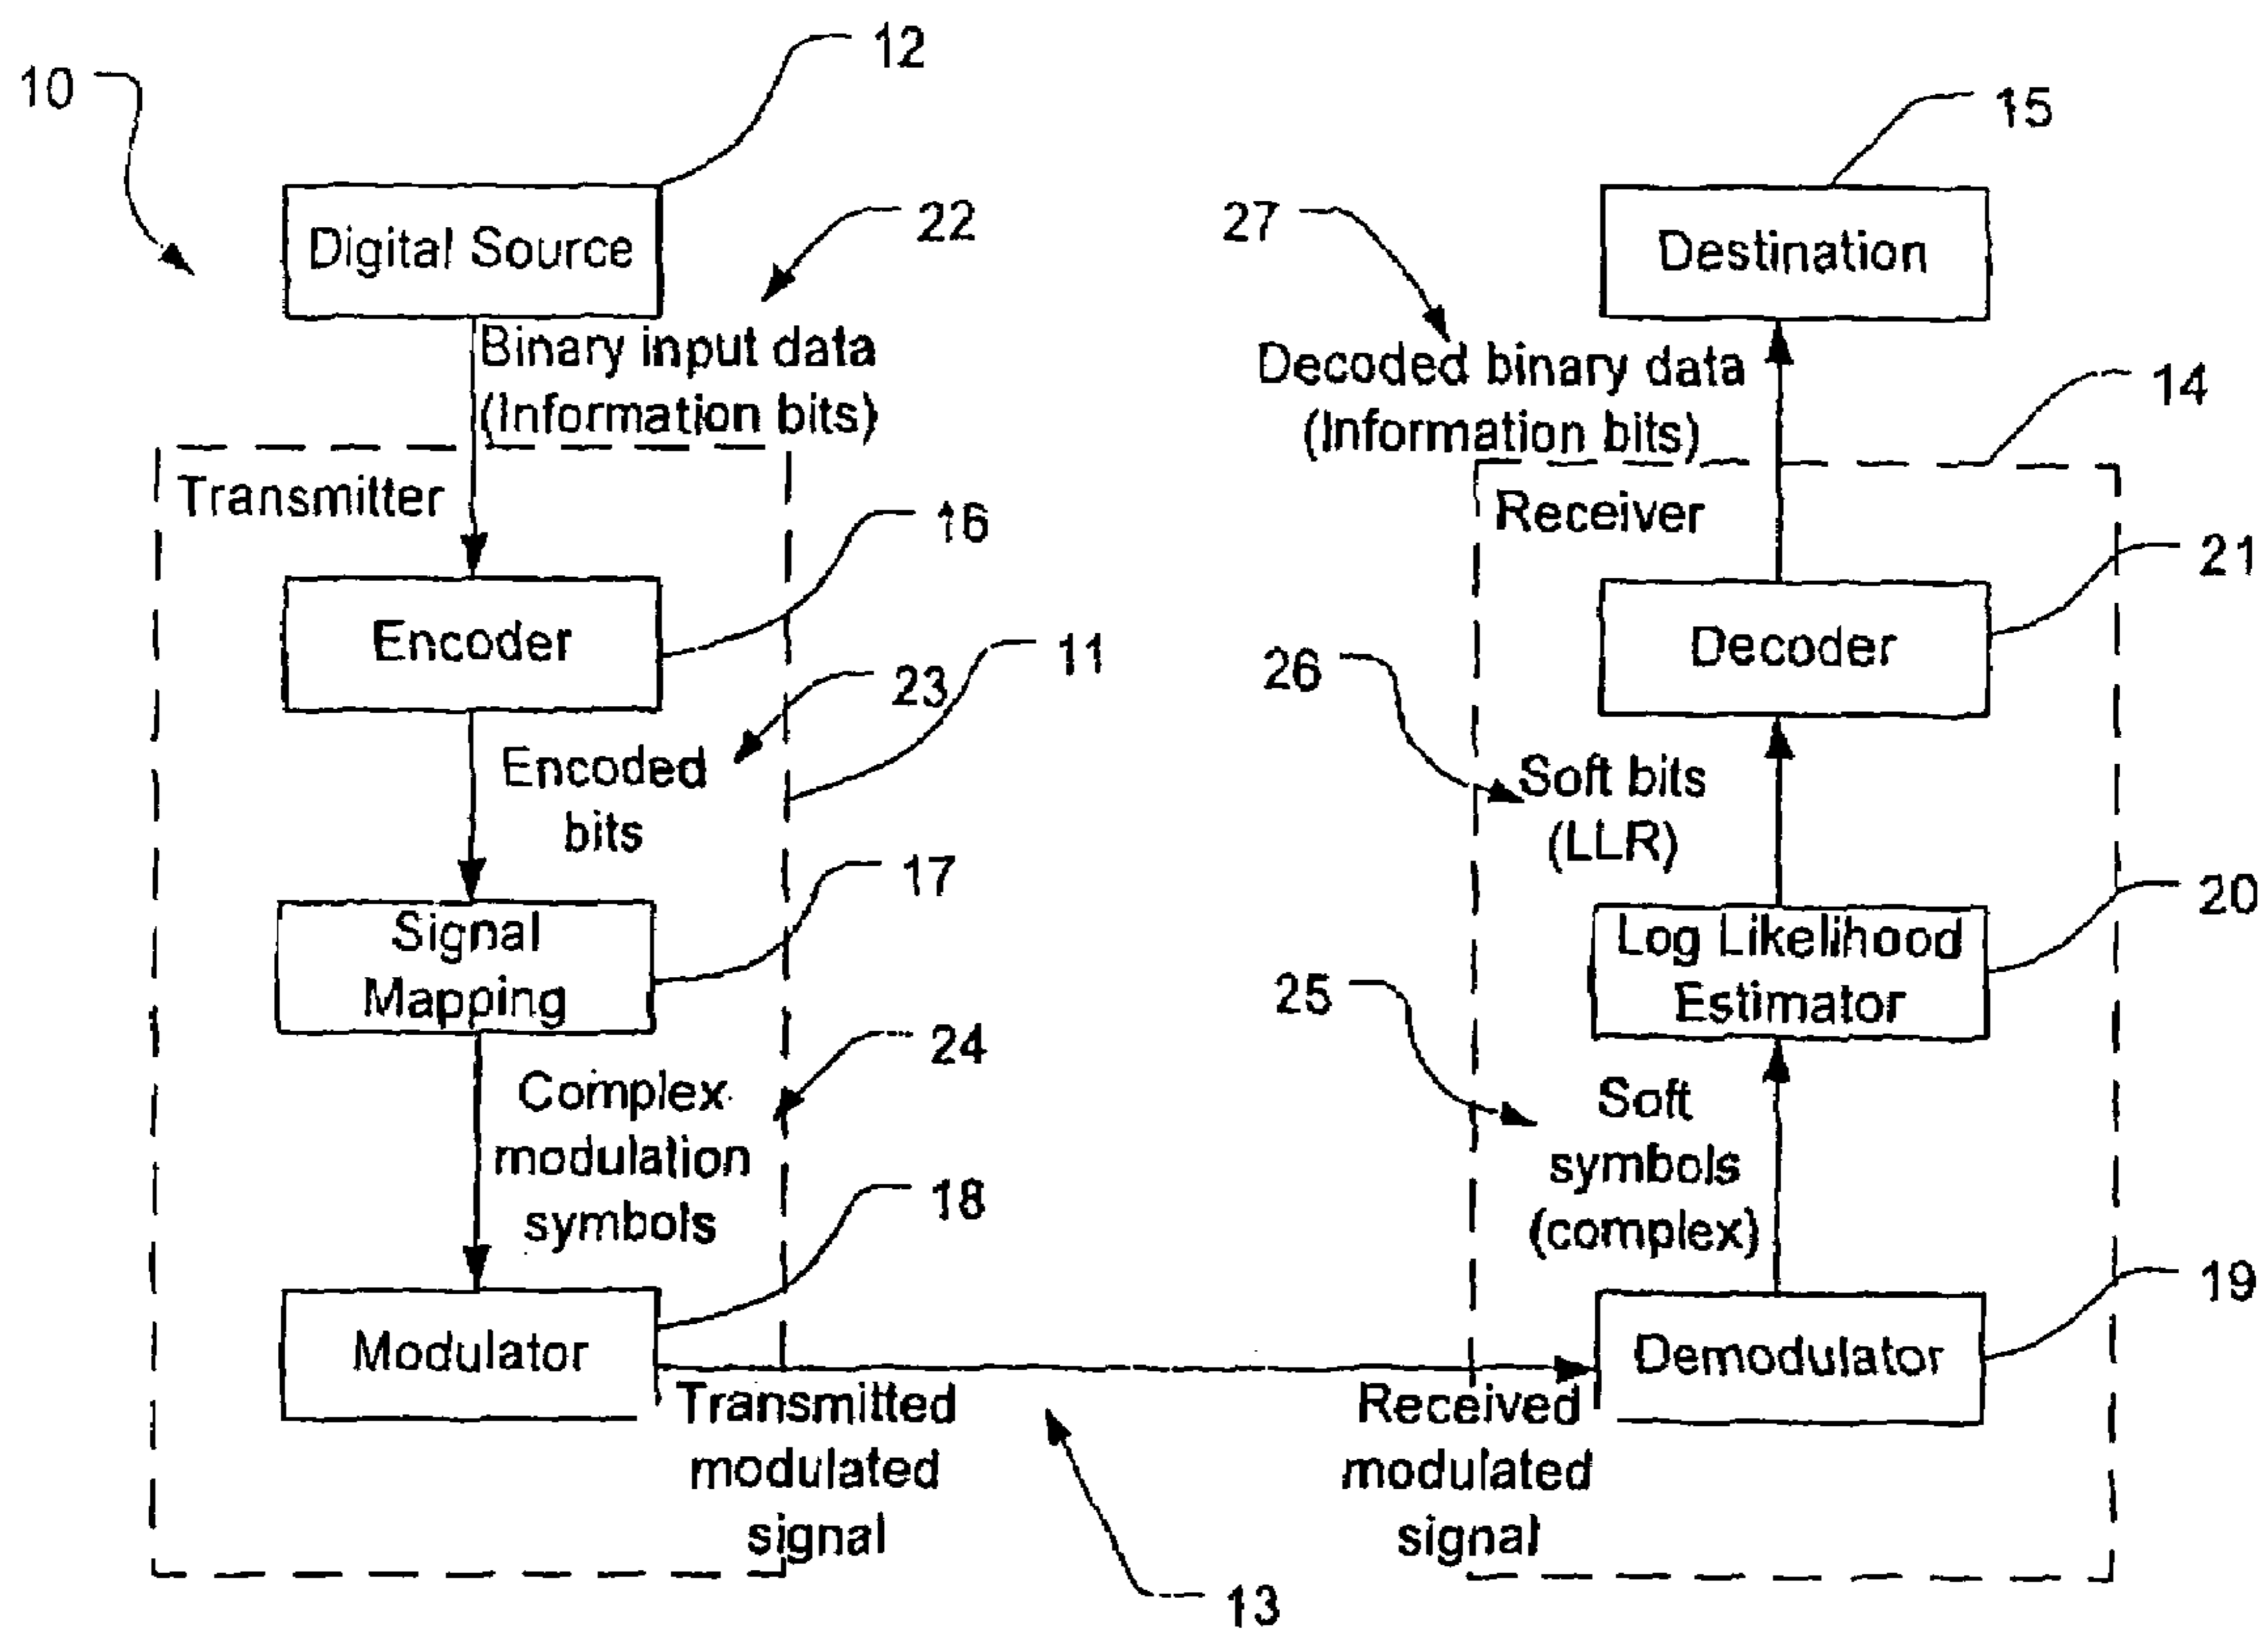 10
12
Digital Source
22
Binary input data
(Information bits)
Transmitter
16
Encoder
11
23
Encoded
bits
17
Signal
Mapping
24
Complex
modulation
symbols
18
Modulator
Transmitted
modulated
signal
13
15
Destination
27
Decoded binary data
(Information bits)
14
Receiver
21
Decoder
26
Soft bits
(LLR)
20
Log Likelihood
Estimator
25
Soft
symbols
(complex)
19
Demodulator
Received
modulated
signal